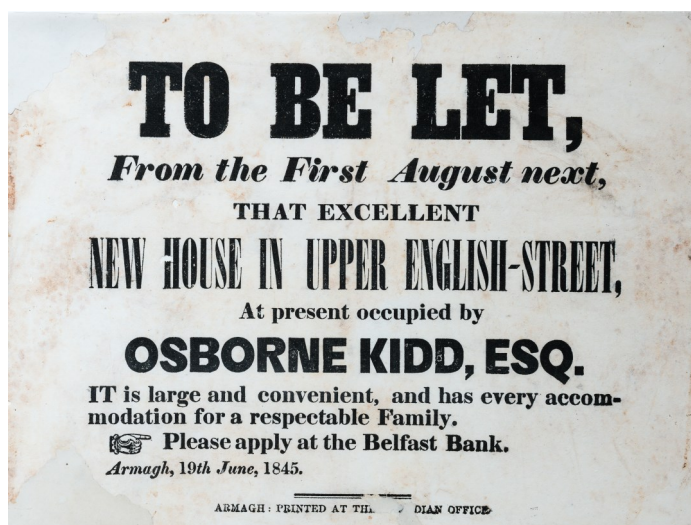 TO BE LET,
From the First August next,
THAT EXCELLENT
NEW HOUSE IN UPPER ENGLISH-STREET,
At present occupied by
OSBORNE KIDD, ESQ.
IT is large and convenient, and has every accom-
modation for a respectable Family.
☞ Please apply at the Belfast Bank.
Armagh, 19th June, 1845.
ARMAGH: PRINTED AT OFFICE